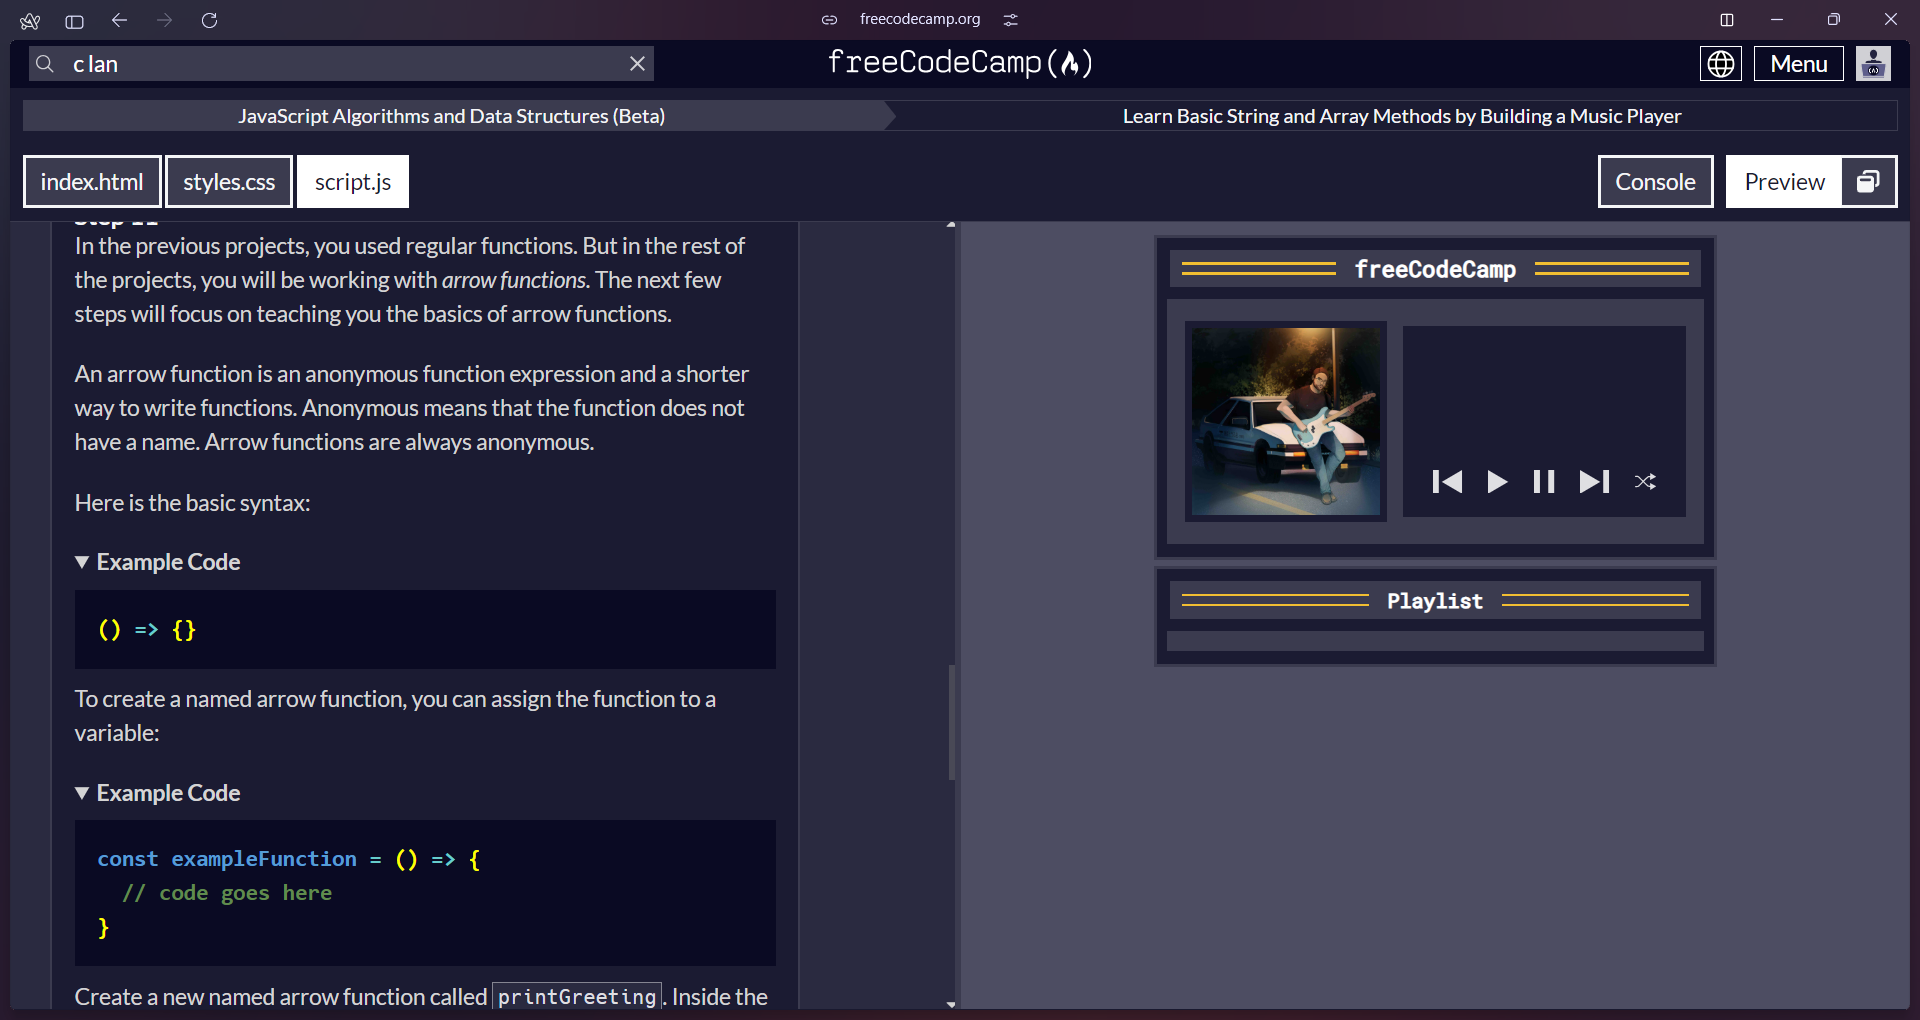 freecodecamp.org
c lan
freeCodeCamp
Menu
JavaScript Algorithms and Data Structures (Beta)
Learn Basic String and Array Methods by Building a Music Player
index.html
styles.css
script.js
Console
Preview
Step 11
In the previous projects, you used regular functions. But in the rest of
the projects, you will be working with arrow functions. The next few
steps will focus on teaching you the basics of arrow functions.
An arrow function is an anonymous function expression and a shorter
way to write functions. Anonymous means that the function does not
have a name. Arrow functions are always anonymous.
Here is the basic syntax:
Example Code
() => {}
To create a named arrow function, you can assign the function to a
variable:
Example Code
const exampleFunction = () => {
// code goes here
}
Create a new named arrow function called printGreeting. Inside the
freeCodeCamp
Playlist